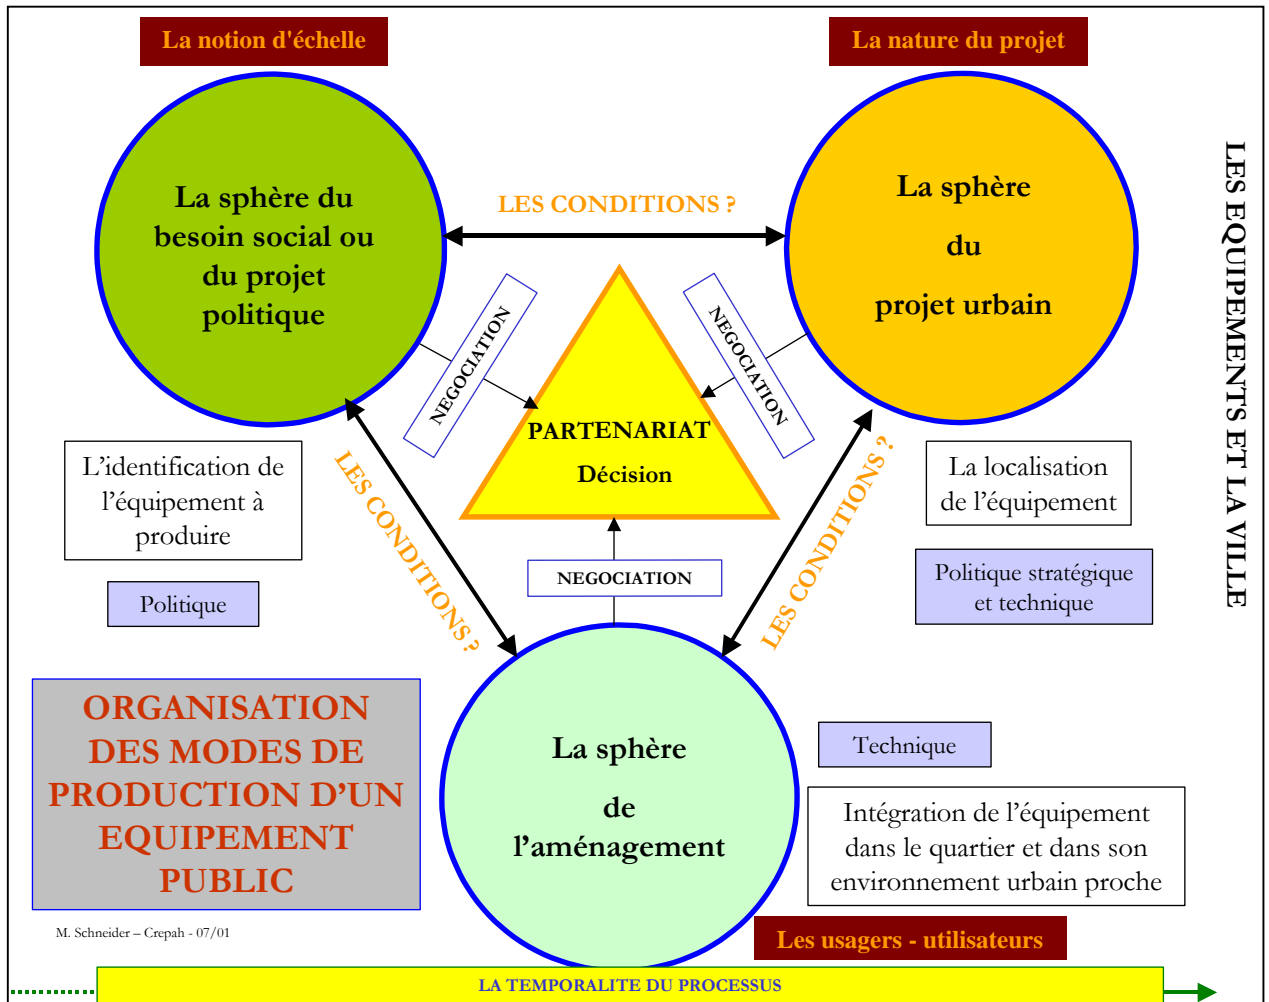 La notion d'échelle
La nature du projet
La sphère du
besoin social ou
du projet
politique
LES CONDITIONS ?
La sphère
du
projet urbain
LES EQUIPEMENTS ET LA VILLE
NEGOCIATION
NEGOCIATION
PARTENARIAT
Décision
L’identification de
l’équipement à
produire
Politique
LES CONDITIONS ?
LES CONDITIONS ?
La localisation
de l’équipement
Politique stratégique
et technique
NEGOCIATION
ORGANISATION
DES MODES DE
PRODUCTION D’UN
EQUIPEMENT
PUBLIC
La sphère
de
l’aménagement
Technique
Intégration de l’équipement
dans le quartier et dans son
environnement urbain proche
M. Schneider – Crepah - 07/01
Les usagers - utilisateurs
LA TEMPORALITE DU PROCESSUS